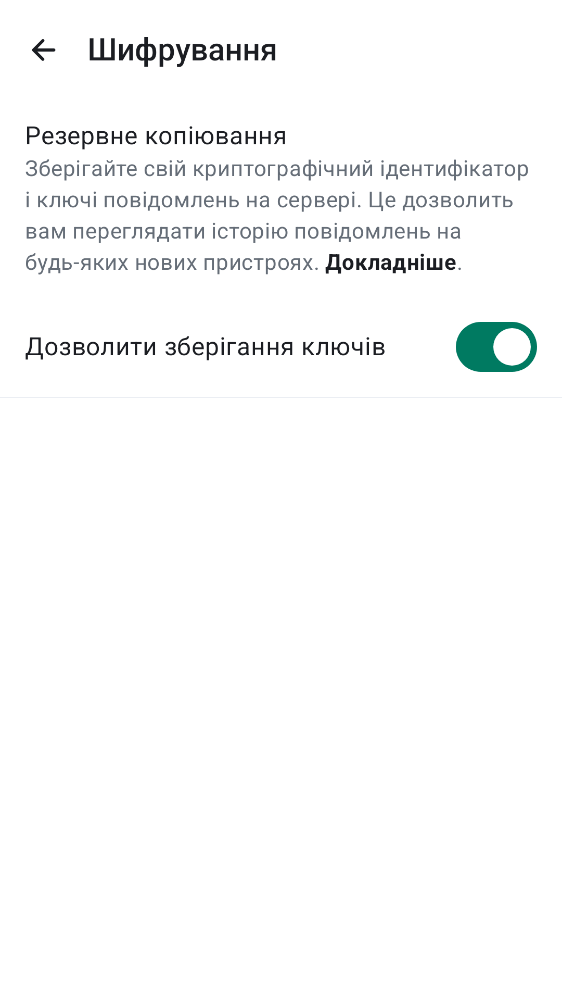 Шифрування
Резервне копіювання
Зберігайте свій криптографічний ідентифікатор
і ключі повідомлень на сервері. Це дозволить
вам переглядати історію повідомлень на
будь-яких нових пристроях. Докладніше.
Дозволити зберігання ключів